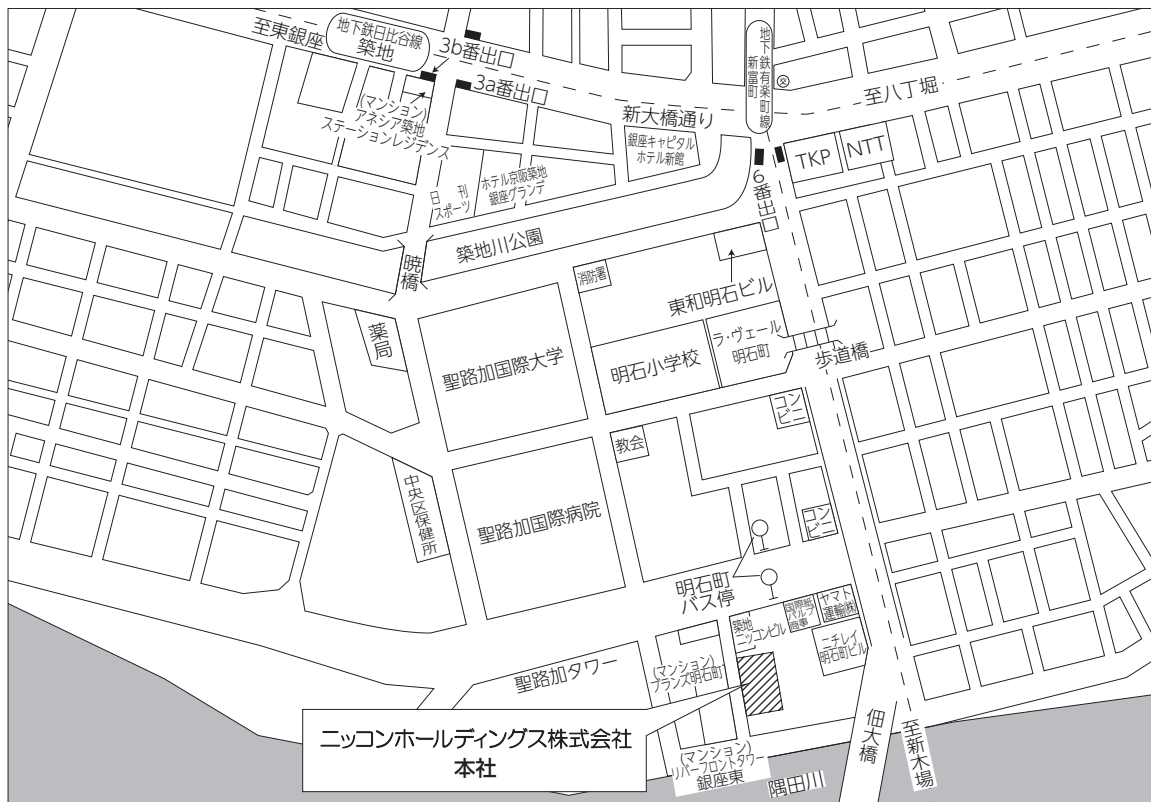 至東銀座
地下鉄日比谷線
築地
3b番出口
3a番出口
(マンション)
アネシア築地
ステーションレジデンス
新大橋通り
銀座キャピタル
ホテル新館
地下鉄有楽町線
新富町
至八丁堀
TKP
NTT
6番出口
日刊
スポーツ
ホテル京阪築地
銀座グランデ
築地川公園
暁橋
消防署
東和明石ビル
薬局
聖路加国際大学
明石小学校
ラ・ヴェール
明石町
歩道橋
コン
ビニ
教会
中央区保健所
聖路加国際病院
コン
ビニ
明石町
バス停
築地
ニッコンビル
国際紙
パルプ
商事
ヤマト
運輸㈱
ニチレイ
明石町ビル
聖路加タワー
(マンション)
ブランズ明石町
ニッコンホールディングス株式会社
本社
(マンション)
リバーフロントタワー
銀座東
隅田川
佃大橋
至新木場